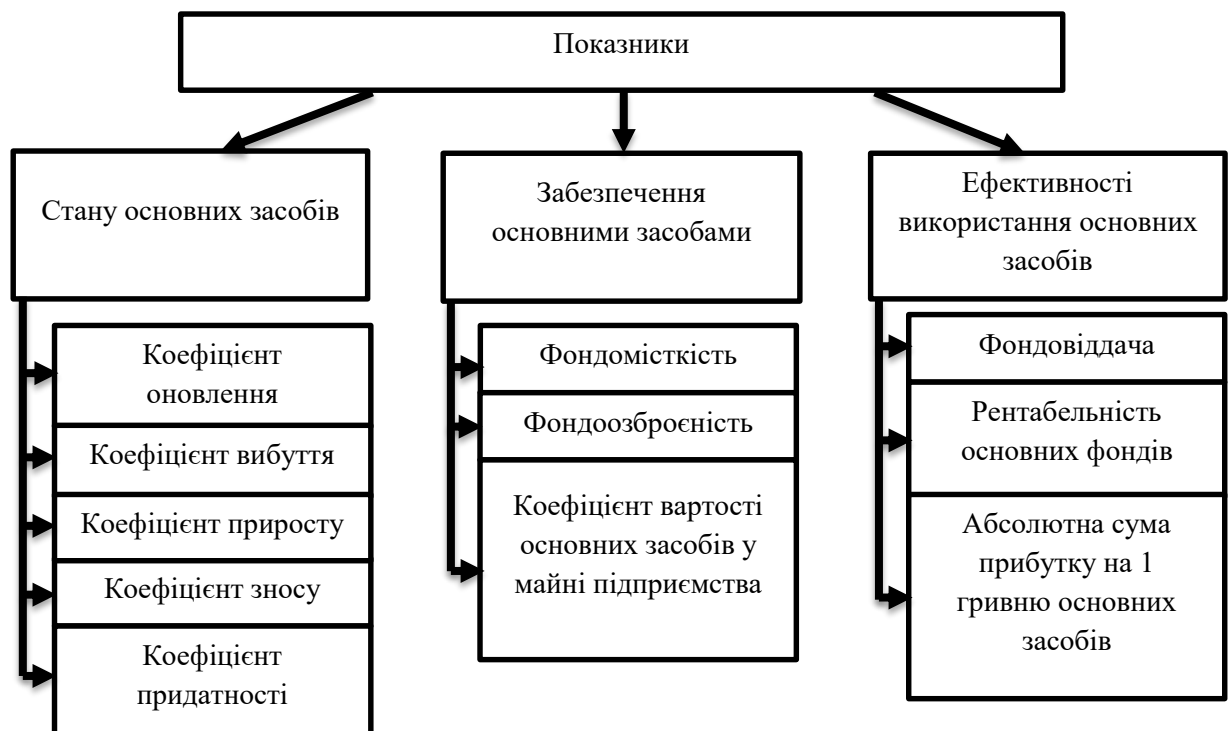 Показники
Стану основних засобів
Забезпечення
основними засобами
Ефективності
використання основних
засобів
Коефіцієнт
оновлення
Коефіцієнт вибуття
Коефіцієнт приросту
Коефіцієнт зносу
Коефіцієнт
придатності
Фондомісткість
Фондоозброєність
Коефіцієнт вартості
основних засобів у
майні підприємства
Фондовіддача
Рентабельність
основних фондів
Абсолютна сума
прибутку на 1
гривню основних
засобів